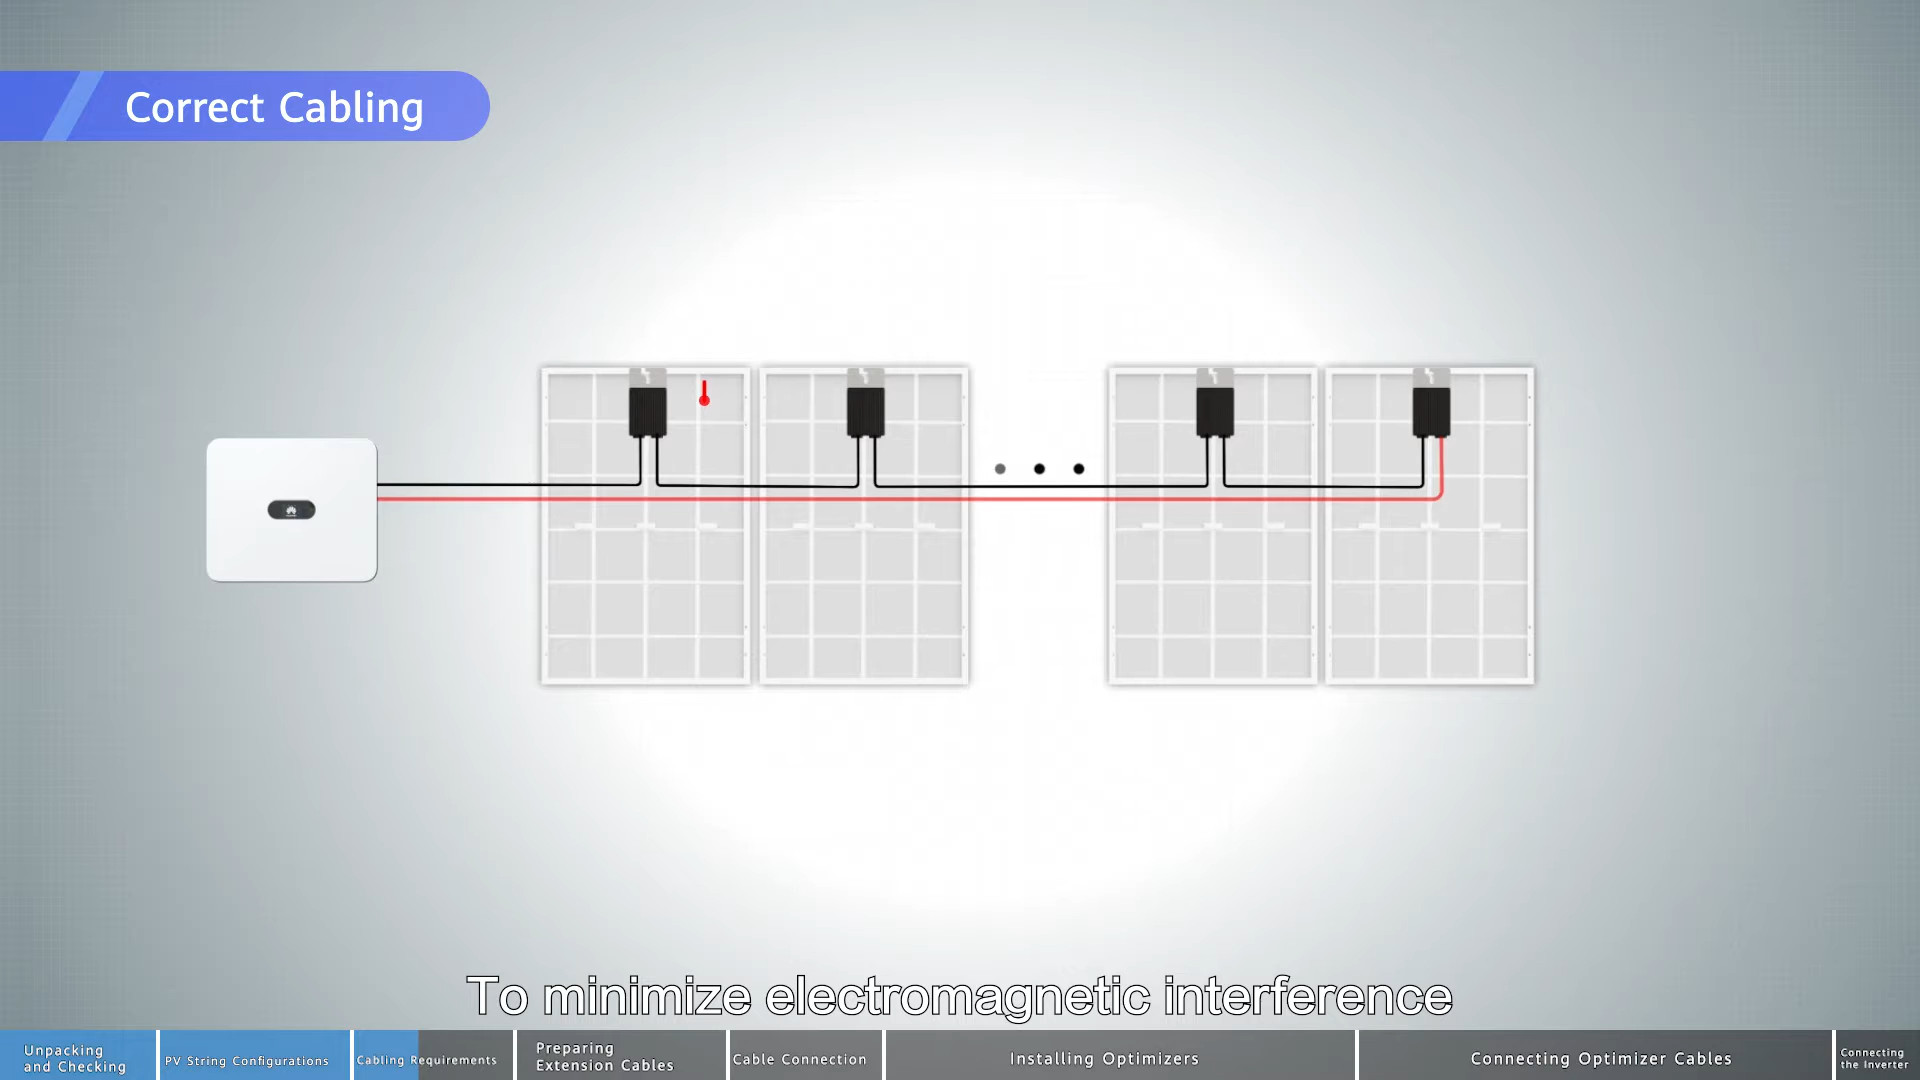 Correct Cabling
To minimize electromagnetic interference
Unpacking
and Checking
PV String Configurations
Cabling Requirements
Preparing
Extension Cables
Cable Connection
Installing Optimizers
Connecting Optimizer Cables
Connecting
the Inverter